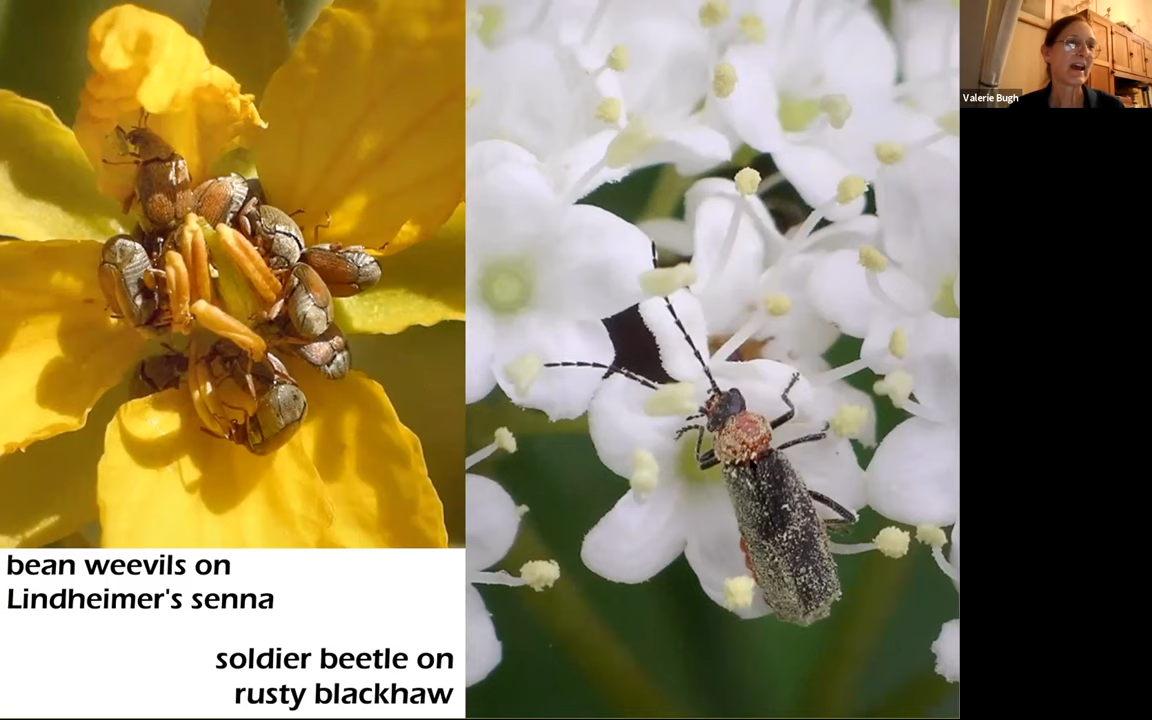 Valerie Bugh
bean weevils on
Lindheimer's senna
soldier beetle on
rusty blackhaw